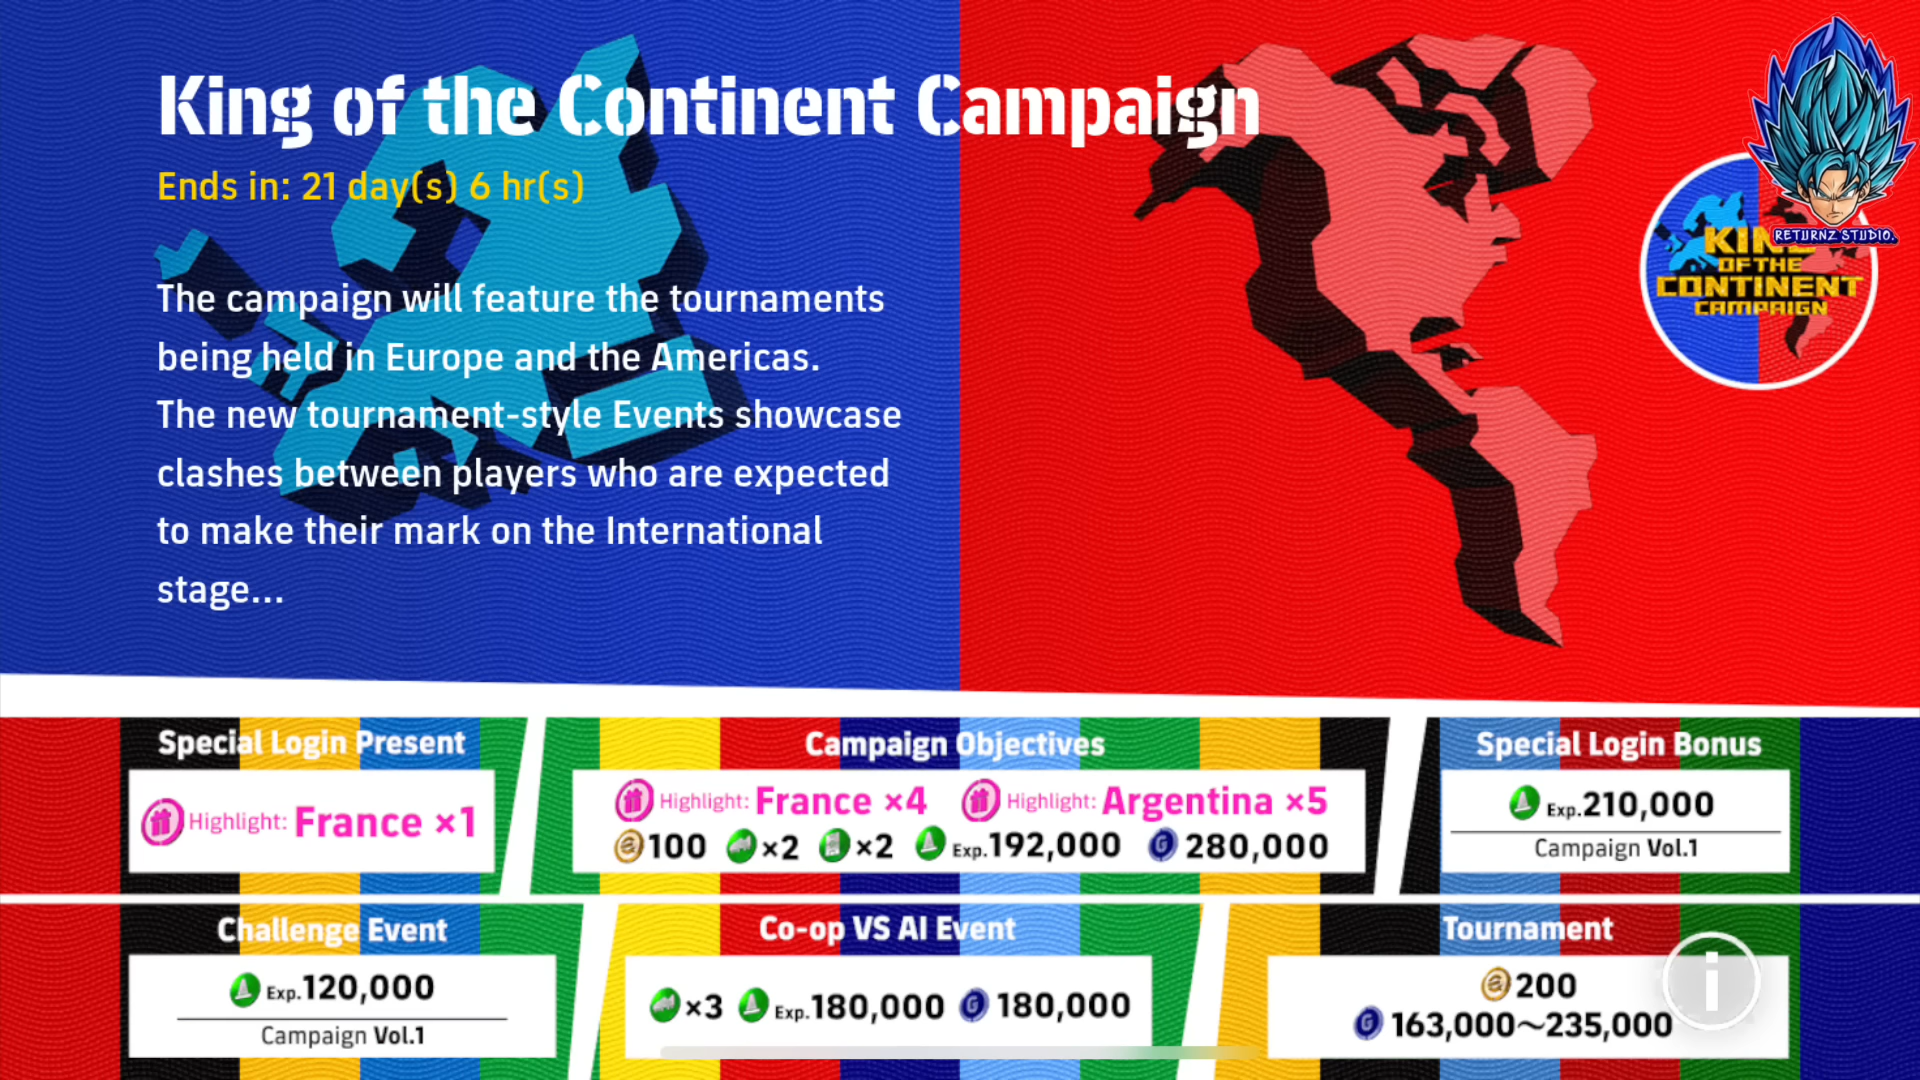 King of the Continent Campaign
Ends in: 21 day(s) 6 hr(s)
The campaign will feature the tournaments
being held in Europe and the Americas.
The new tournament-style Events showcase
clashes between players who are expected
to make their mark on the International
stage...
RETURNZ STUDIO.
OF THE
CONTINENT
CAMPAIGN
Special Login Present
Highlight: France ×1
Campaign Objectives
Highlight: France ×4 Highlight: Argentina ×5
100 ×2 ×2 Exp.192,000 G 280,000
Special Login Bonus
Exp.210,000
Campaign Vol.1
Challenge Event
Exp.120,000
Campaign Vol.1
Co-op VS AI Event
×3 Exp.180,000 G 180,000
Tournament
200
G 163,000~235,000
i